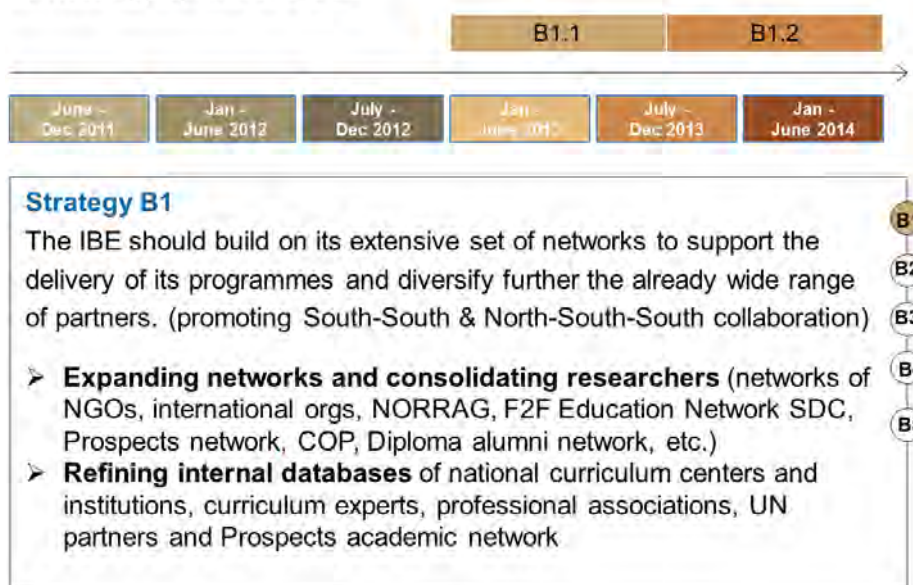 B1.1 B1.2
June - Jan - July - Jan - July - Jan -
Dec 2011 June 2012 Dec 2012 June 2013 Dec 2013 June 2014
Strategy B1
The IBE should build on its extensive set of networks to support the
delivery of its programmes and diversify further the already wide range
of partners. (promoting South-South & North-South-South collaboration)
➤ Expanding networks and consolidating researchers (networks of
NGOs, international orgs, NORRAG, F2F Education Network SDC,
Prospects network, COP, Diploma alumni network, etc.)
➤ Refining internal databases of national curriculum centers and
institutions, curriculum experts, professional associations, UN
partners and Prospects academic network
B
B2
B3
B
B